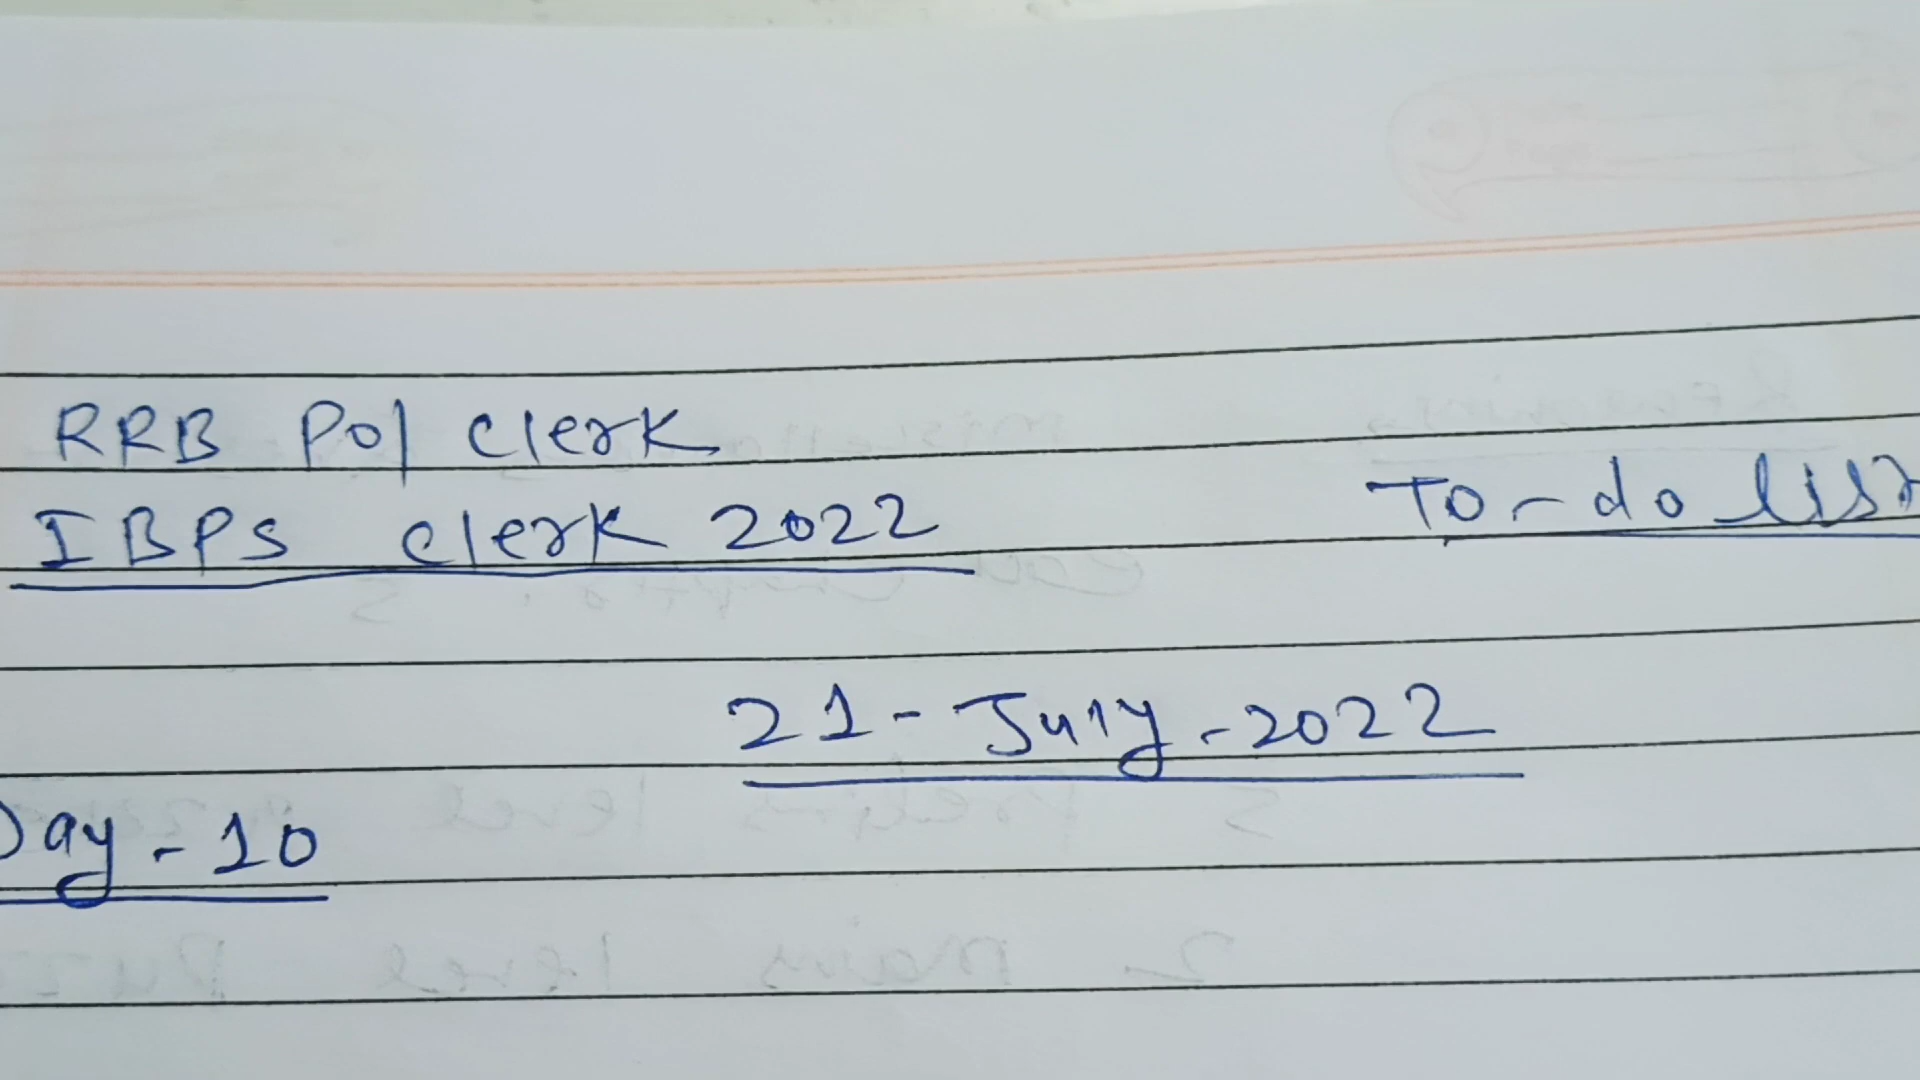 RRB PO/ Clerk
IBPS Clerk 2022
To-do list
21-July-2022
Day-10